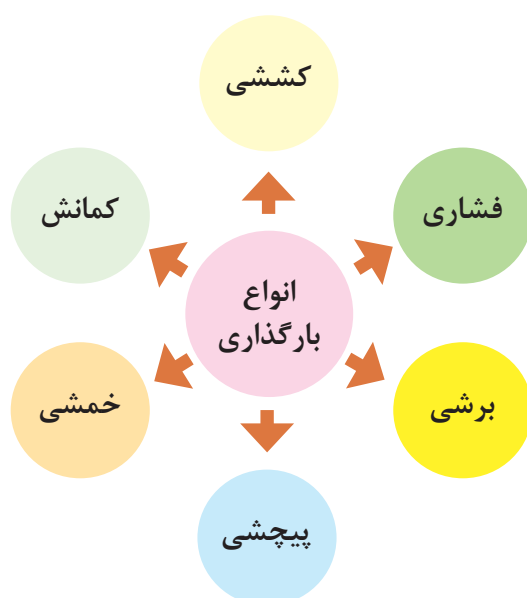 کششی
فشاری
کمانش
انواع
بارگذاری
برشی
خمشی
پیچشی